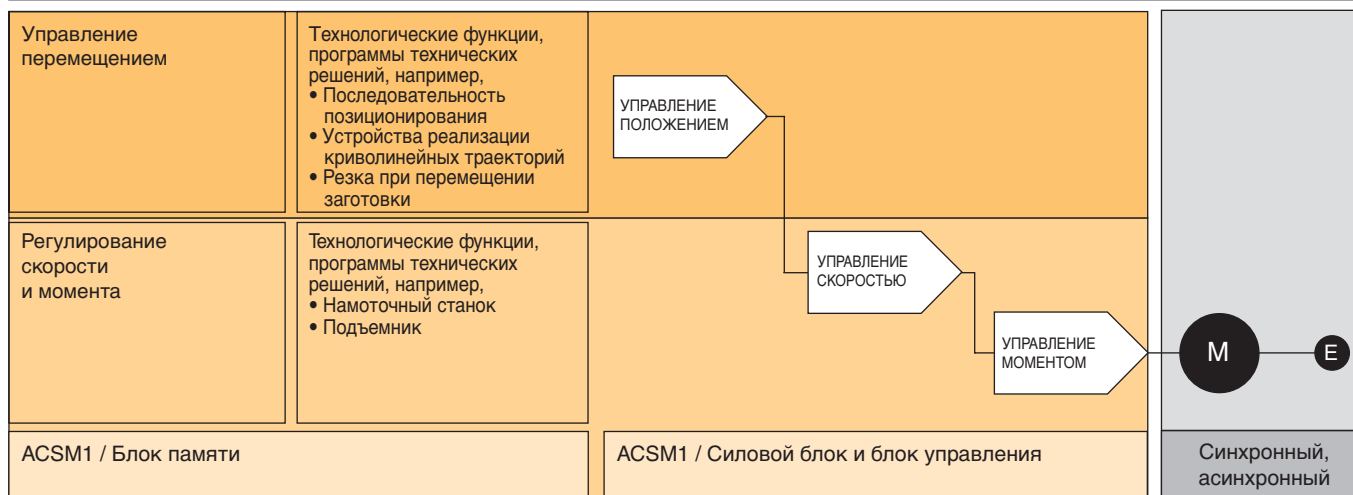 Управление
перемещением
Технологические функции,
программы технических
решений, например,
• Последовательность
позиционирования
• Устройства реализации
криволинейных траекторий
• Резка при перемещении
заготовки
УПРАВЛЕНИЕ
ПОЛОЖЕНИЕМ
Регулирование
скорости
и момента
Технологические функции,
программы технических
решений, например,
• Намоточный станок
• Подъемник
УПРАВЛЕНИЕ
СКОРОСТЬЮ
УПРАВЛЕНИЕ
МОМЕНТОМ
M
E
ACSM1 / Блок памяти
ACSM1 / Силовой блок и блок управления
Синхронный,
асинхронный